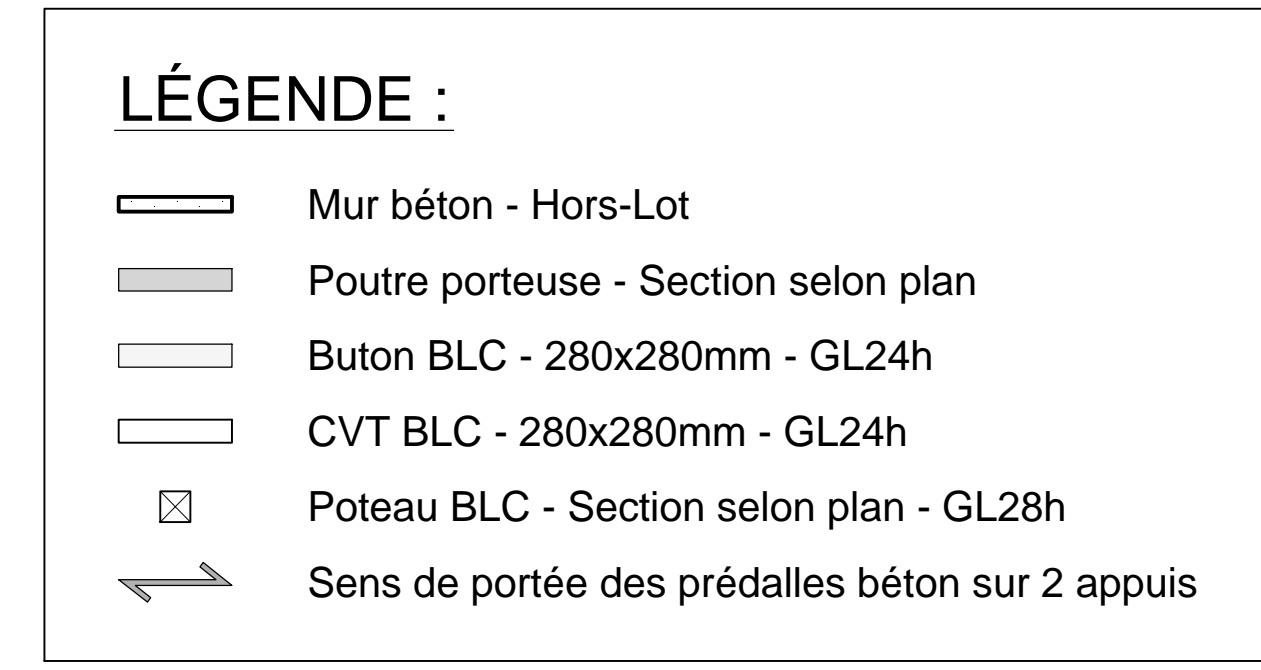 LÉGENDE :
Mur béton - Hors-Lot
Poutre porteuse - Section selon plan
Buton BLC - 280x280mm - GL24h
CVT BLC - 280x280mm - GL24h
Poteau BLC - Section selon plan - GL28h
Sens de portée des prédalles béton sur 2 appuis